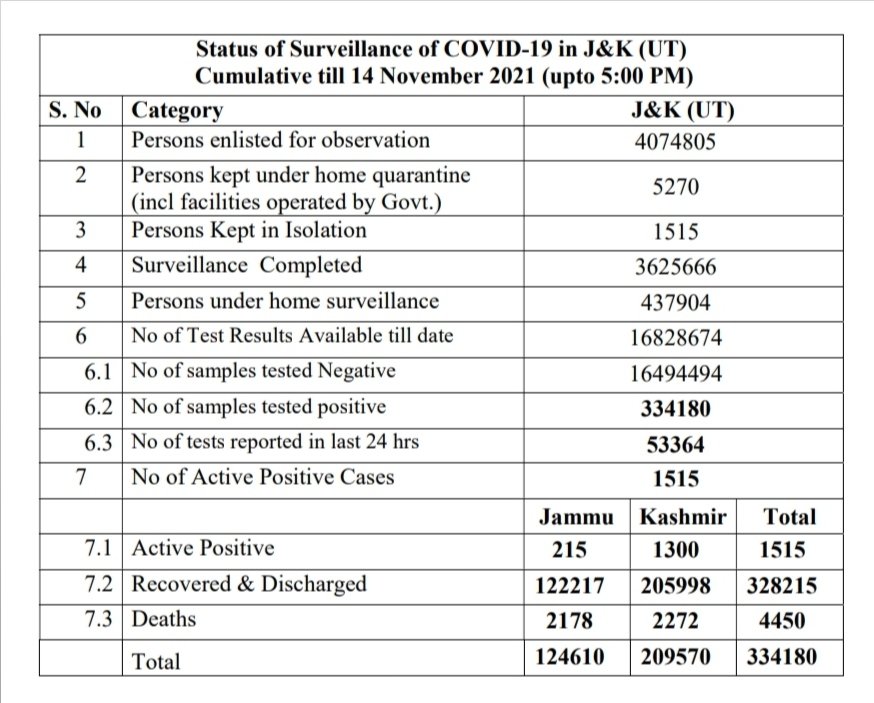 Status of Surveillance of COVID-19 in J&K (UT)
Cumulative till 14 November 2021 (upto 5:00 PM)
S. No Category J&K (UT)
1 Persons enlisted for observation 4074805
2 Persons kept under home quarantine
(incl facilities operated by Govt.) 5270
3 Persons Kept in Isolation 1515
4 Surveillance Completed 3625666
5 Persons under home surveillance 437904
6 No of Test Results Available till date 16828674
6.1 No of samples tested Negative 16494494
6.2 No of samples tested positive 334180
6.3 No of tests reported in last 24 hrs 53364
7 No of Active Positive Cases 1515
Jammu Kashmir Total
7.1 Active Positive 215 1300 1515
7.2 Recovered & Discharged 122217 205998 328215
7.3 Deaths 2178 2272 4450
Total 124610 209570 334180